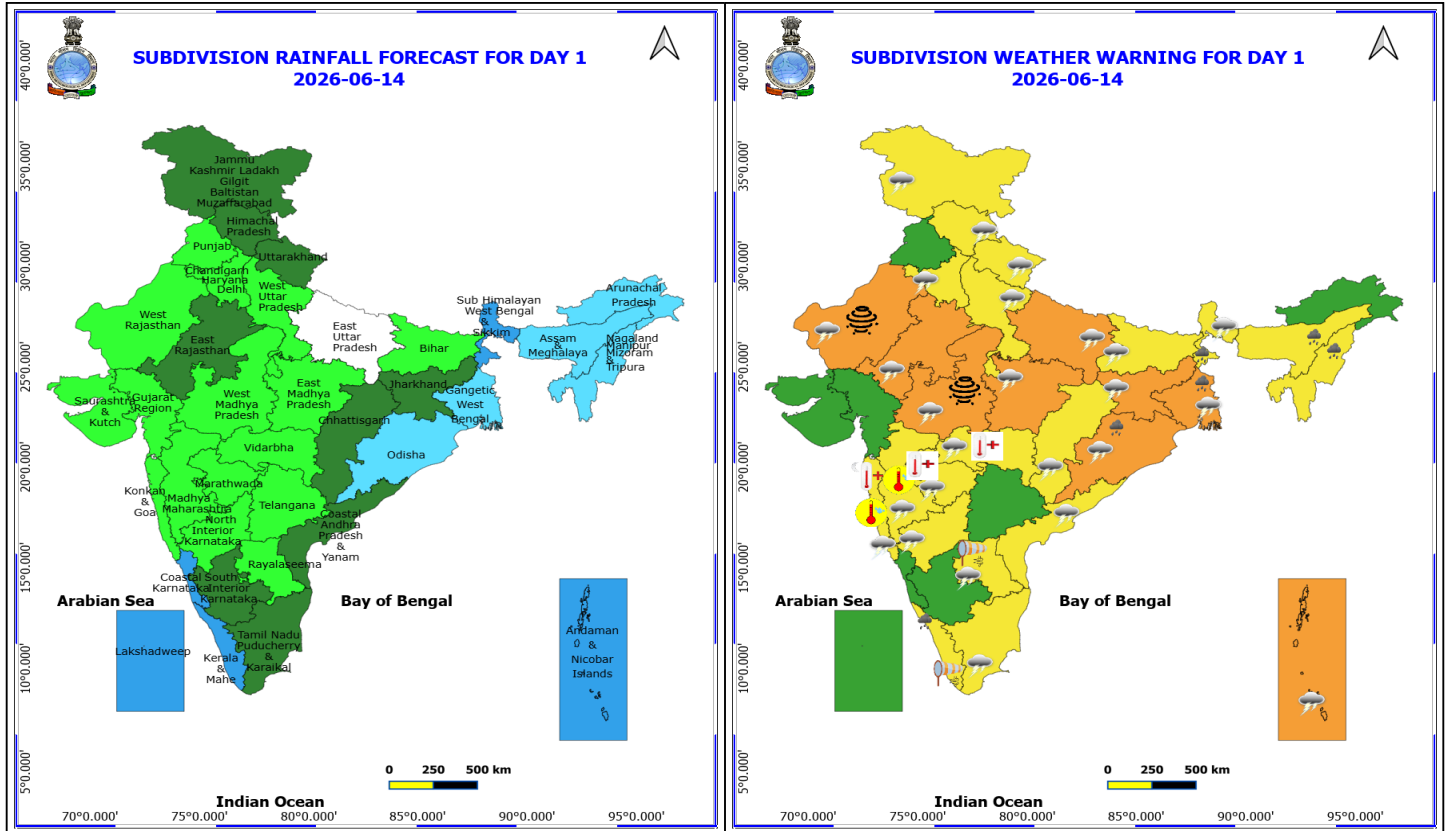 SUBDIVISION RAINFALL FORECAST FOR DAY 1
2026-06-14
40°0.000'
35°0.000'
30°0.000'
25°0.000'
20°0.000'
15°0.000'
10°0.000'
5°0.000'
Jammu
Kashmir Ladakh
Gilgit
Baltistan
Muzaffarabad
Himachal
Pradesh
Punjab
Uttarakhand
Chandigarh
Haryana
Delhi
West
Uttar
Pradesh
West
Rajasthan
East
Rajasthan
East
Uttar
Pradesh
Sub Himalayan
West Bengal
&
Sikkim
Arunachal
Pradesh
Assam
&
Meghalaya
Nagaland
Manipur
Mizoram
&
Tripura
Bihar
Jharkhand
Gangetic
West
Bengal
Saurashtra
&
Kutch
Gujarat
Region
West
Madhya
Pradesh
East
Madhya
Pradesh
Chhattisgarh
Odisha
Vidarbha
Marathwada
Konkan
&
Goa
Madhya
Maharashtra
Telangana
North
Interior
Karnataka
Coastal
Andhra
Pradesh
&
Yanam
Rayalaseema
Coastal
Karnataka
South
Interior
Karnataka
Tamil Nadu
Puducherry
&
Karaikal
Kerala
&
Mahe
Arabian Sea
Lakshadweep
Bay of Bengal
Andaman
&
Nicobar
Islands
0 250 500 km
Indian Ocean
70°0.000' 75°0.000' 80°0.000' 85°0.000' 90°0.000' 95°0.000'
SUBDIVISION WEATHER WARNING FOR DAY 1
2026-06-14
40°0.000'
35°0.000'
30°0.000'
25°0.000'
20°0.000'
15°0.000'
10°0.000'
5°0.000'
Arabian Sea
Bay of Bengal
0 250 500 km
Indian Ocean
70°0.000' 75°0.000' 80°0.000' 85°0.000' 90°0.000' 95°0.000'